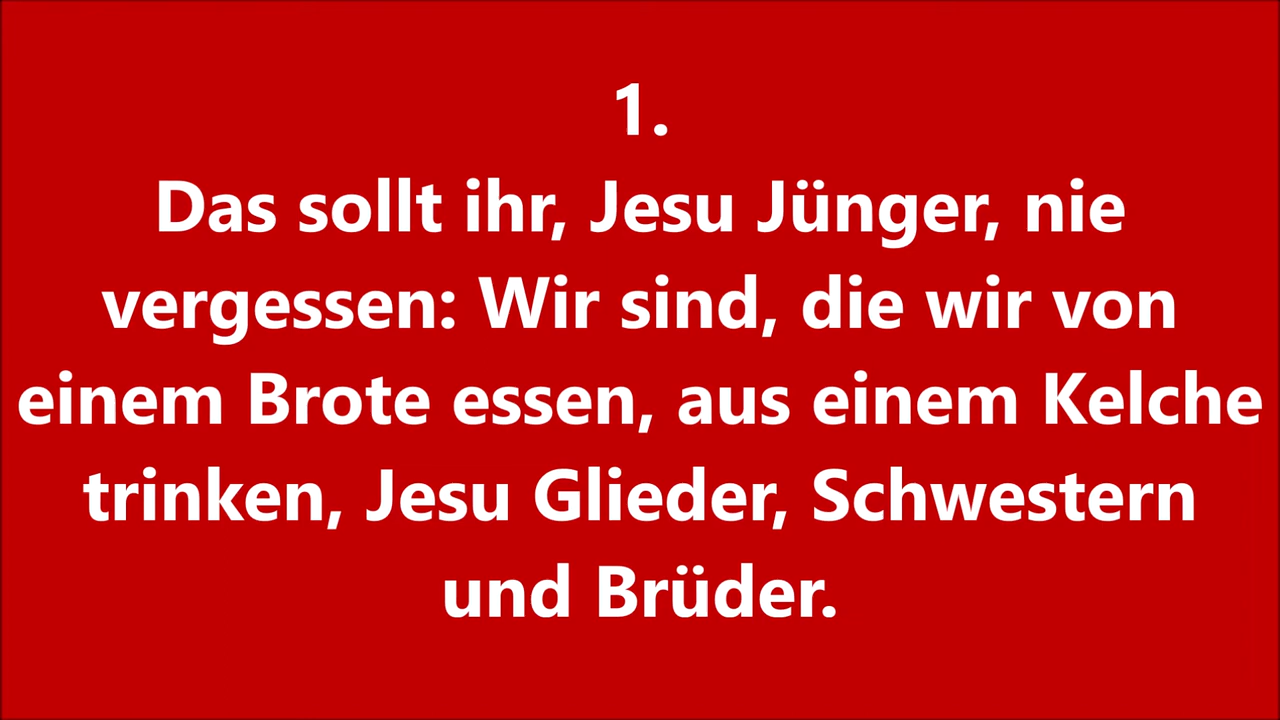 1.
Das sollt ihr, Jesu Jünger, nie
vergessen: Wir sind, die wir von
einem Brote essen, aus einem Kelche
trinken, Jesu Glieder, Schwestern
und Brüder.